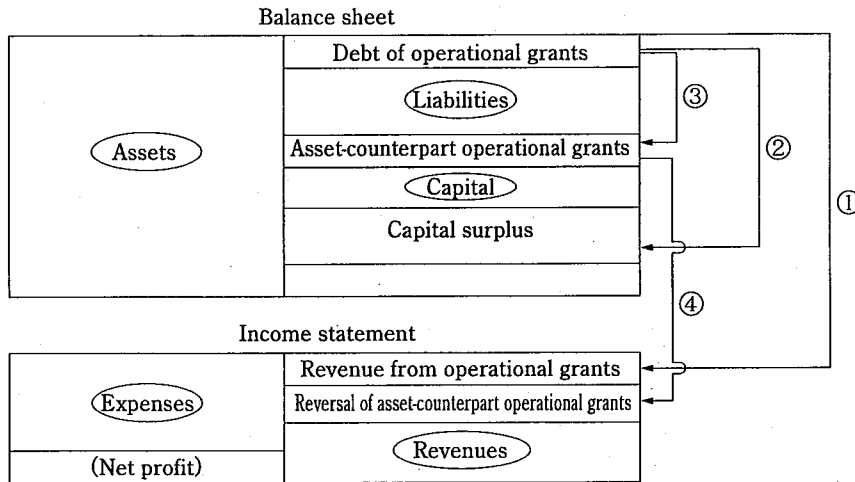 Balance sheet
Debt of operational grants
Liabilities
③
Assets
Asset-counterpart operational grants
②
Capital
①
Capital surplus
④
Income statement
Revenue from operational grants
Expenses
Reversal of asset-counterpart operational grants
Revenues
(Net profit)